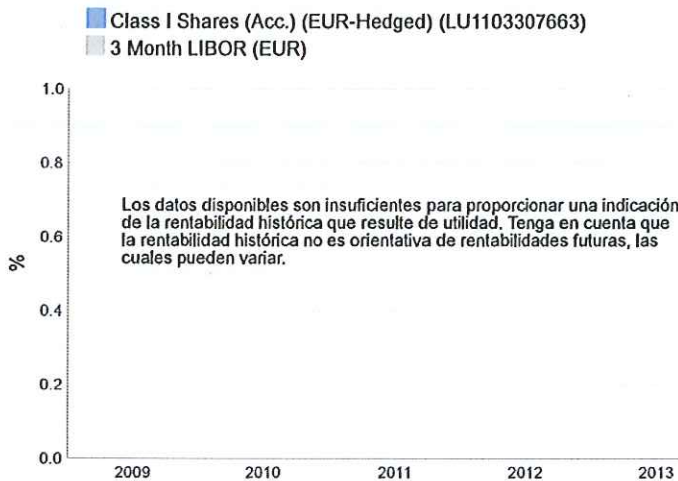 Class I Shares (Acc.) (EUR-Hedged) (LU1103307663)
3 Month LIBOR (EUR)
1.0
0.8
Los datos disponibles son insuficientes para proporcionar una indicación
de la rentabilidad histórica que resulte de utilidad. Tenga en cuenta que
la rentabilidad histórica no es orientativa de rentabilidades futuras, las
cuales pueden variar.
0.6
%
0.4
0.2
0.0
2009 2010 2011 2012 2013